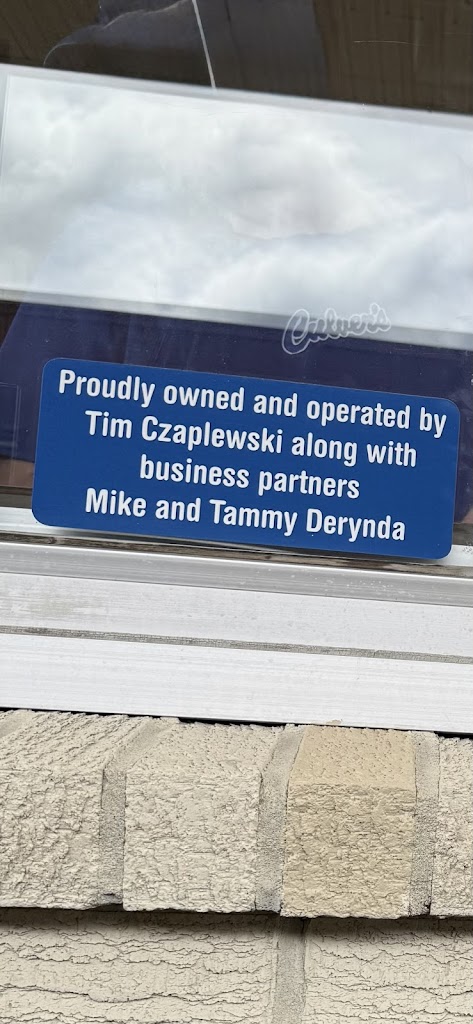 Culver's
Proudly owned and operated by
Tim Czaplewski along with
business partners
Mike and Tammy Derynda